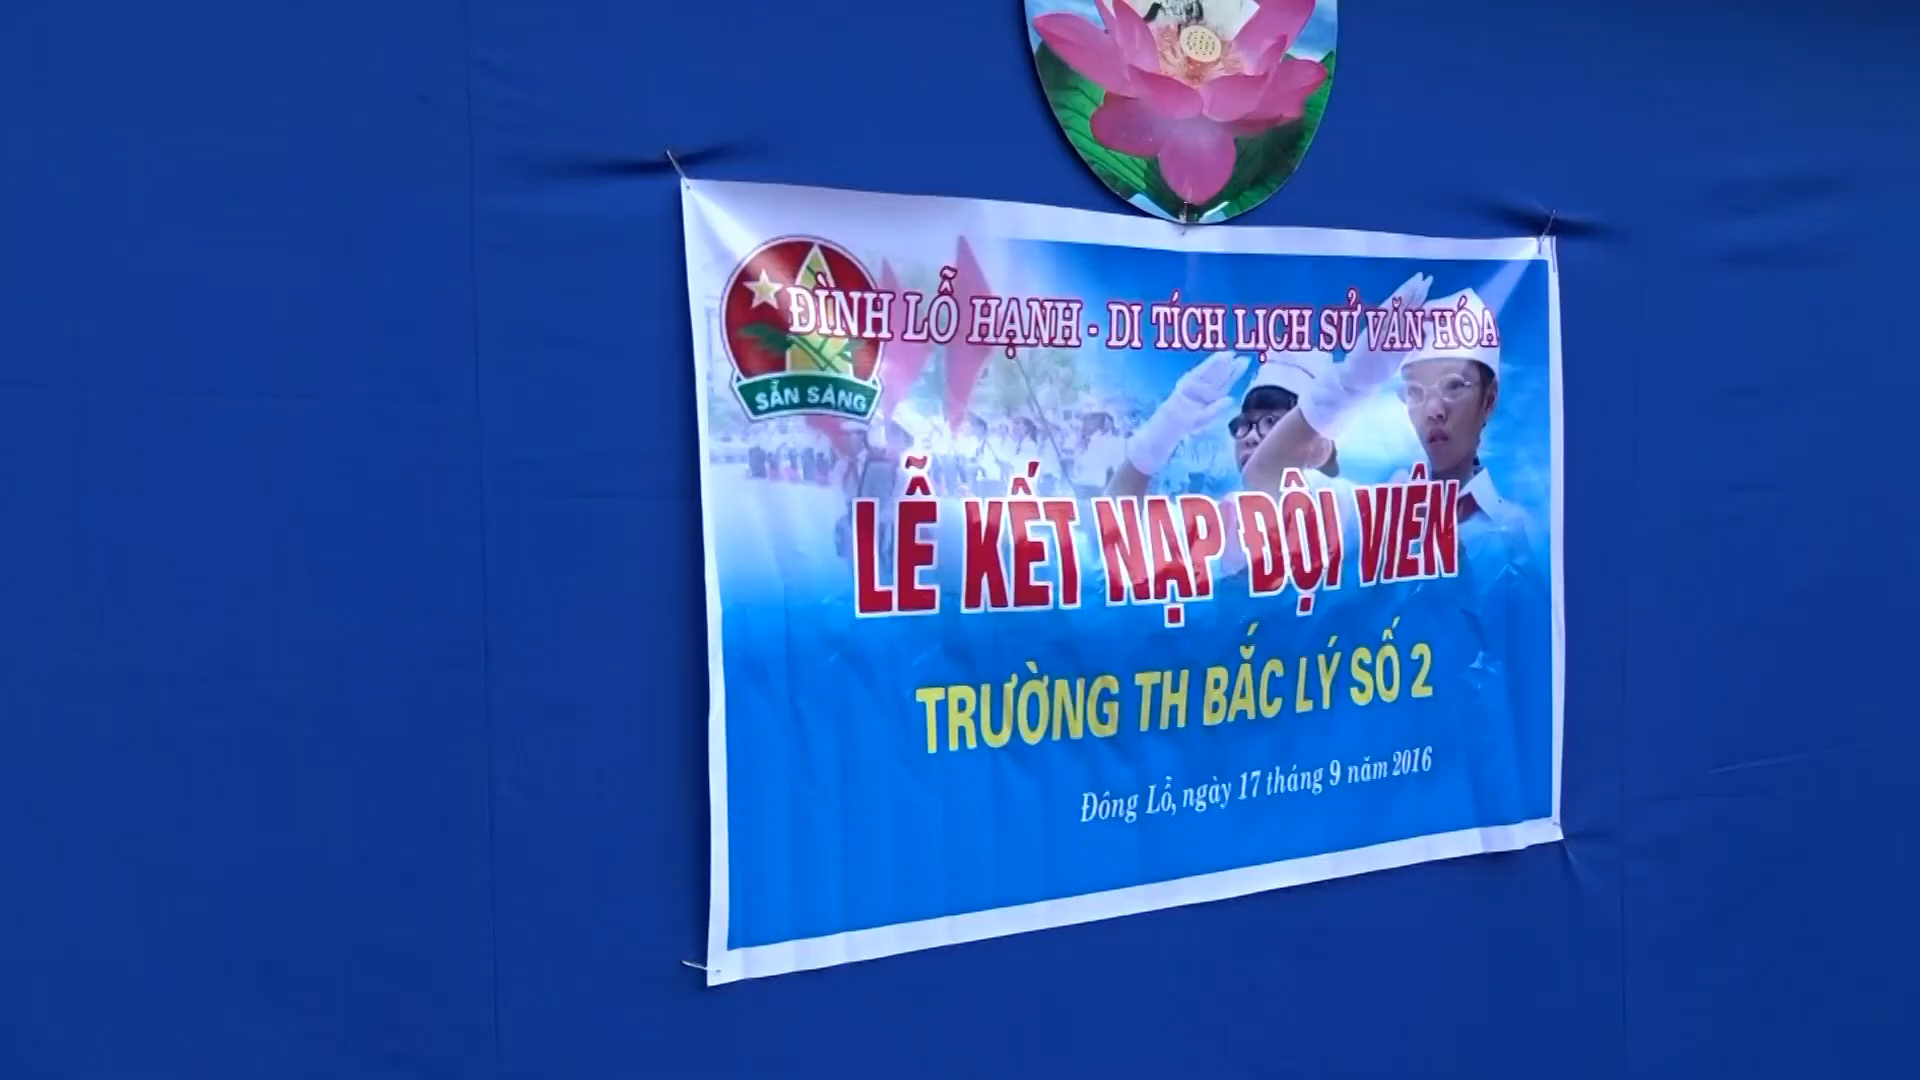 ĐÌNH LỖ HẠNH - DI TÍCH LỊCH SỬ VĂN HÓA
SẴN SÀNG
LỄ KẾT NẠP ĐỘI VIÊN
TRƯỜNG TH BẮC LÝ SỐ 2
Đông Lỗ, ngày 17 tháng 9 năm 2016